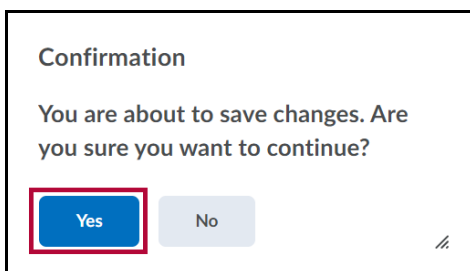 Confirmation
You are about to save changes. Are
you sure you want to continue?
Yes No